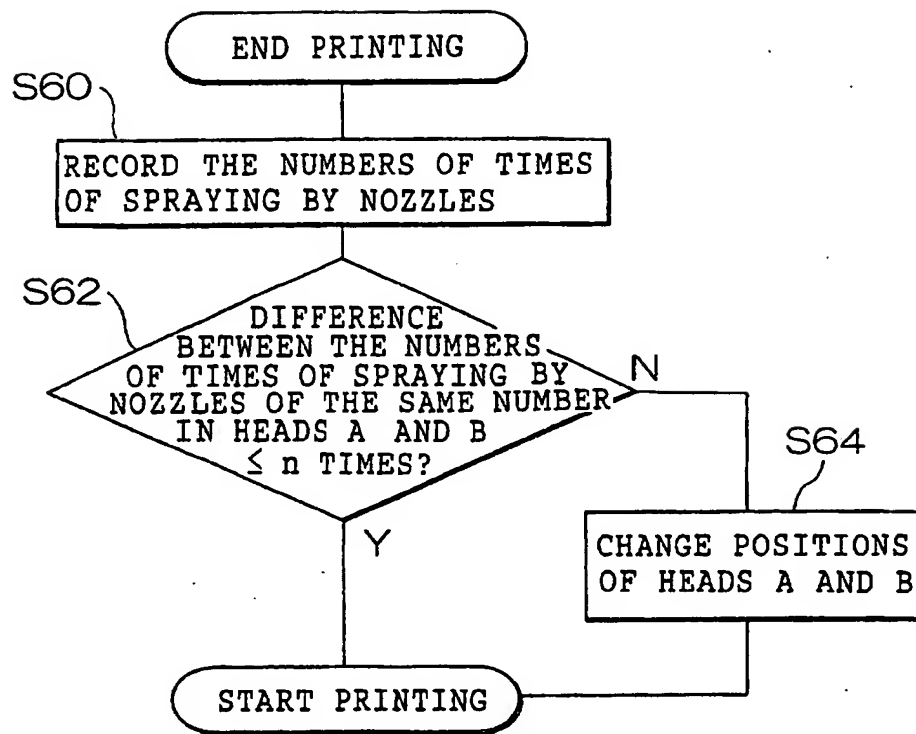 END PRINTING
S60
RECORD THE NUMBERS OF TIMES
OF SPRAYING BY NOZZLES
S62
DIFFERENCE
BETWEEN THE NUMBERS
OF TIMES OF SPRAYING BY
NOZZLES OF THE SAME NUMBER
IN HEADS A AND B
≤ n TIMES?
N
S64
Y
CHANGE POSITIONS
OF HEADS A AND B
START PRINTING